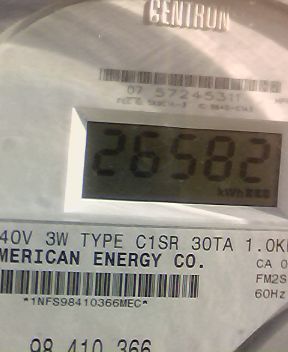 CENTRON
07 57245311
26582
kWh
40V 3W TYPE C1SR 30TA 1.0K
MERICAN ENERGY CO.
CA 0
FM2S
60Hz
*1NFS98410366MEC*
98 410 366